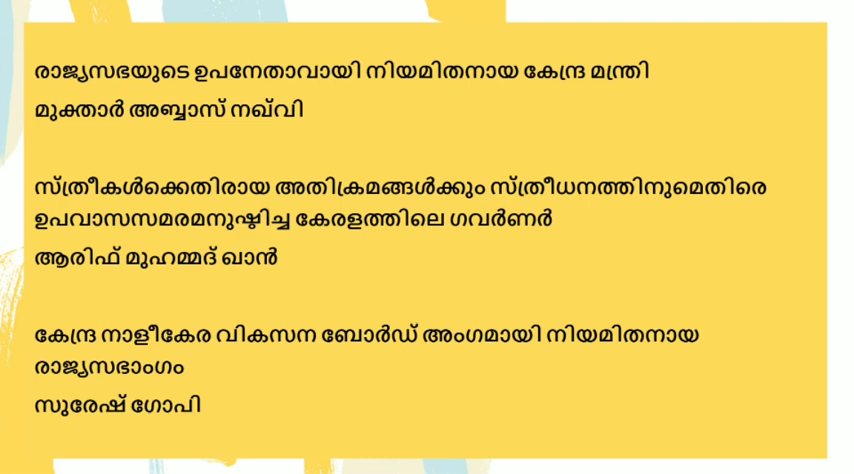 രാജ്യസഭയുടെ ഉപനേതാവായി നിയമിതനായ കേന്ദ്ര മന്ത്രി
മുക്താർ അബ്ബാസ് നഖ്‌വി
സ്ത്രീകൾക്കെതിരായ അതിക്രമങ്ങൾക്കും സ്ത്രീധനത്തിനുമെതിരെ
ഉപവാസസമരമനുഷ്ഠിച്ച കേരളത്തിലെ ഗവർണർ
ആരിഫ് മുഹമ്മദ് ഖാൻ
കേന്ദ്ര നാളീകേര വികസന ബോർഡ് അംഗമായി നിയമിതനായ
രാജ്യസഭാംഗം
സുരേഷ് ഗോപി